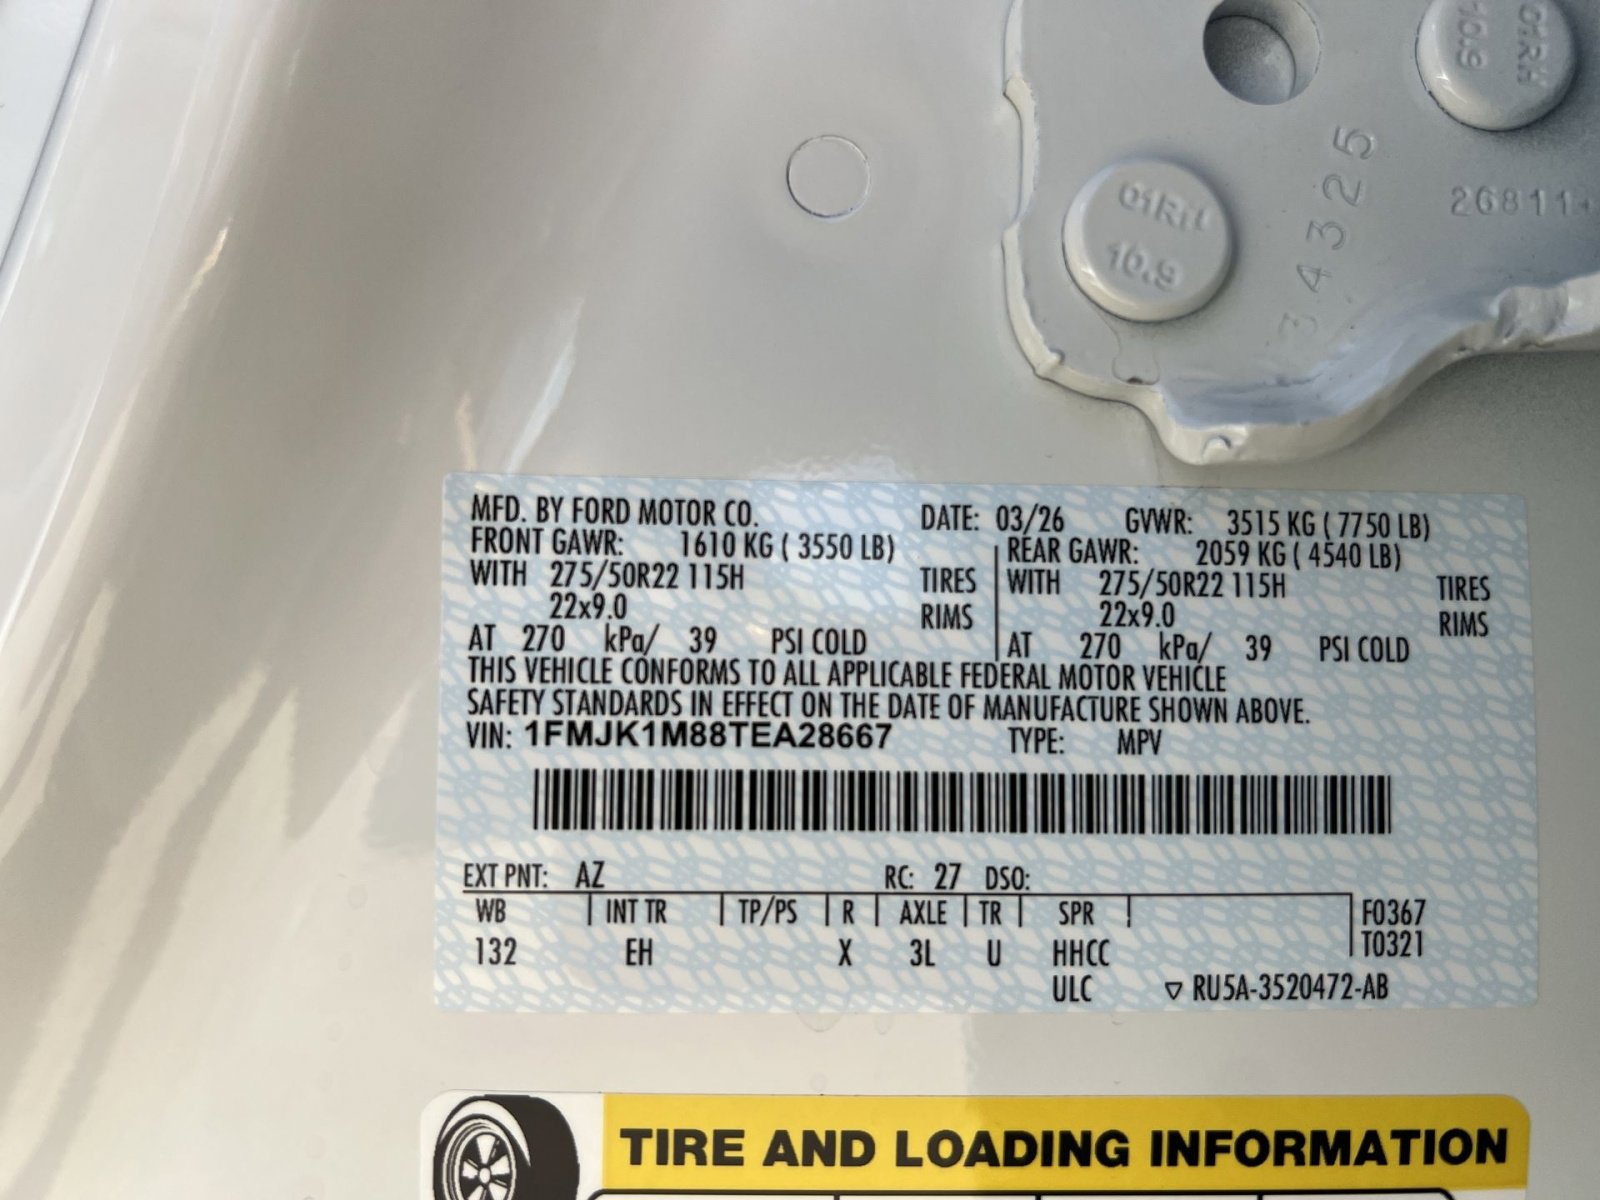 01RH
10.9
01RH
10.9
34325
26811
MFD. BY FORD MOTOR CO. DATE: 03/26 GVWR: 3515 KG ( 7750 LB)
FRONT GAWR: 1610 KG ( 3550 LB) REAR GAWR: 2059 KG ( 4540 LB)
WITH 275/50R22 115H TIRES WITH 275/50R22 115H TIRES
22x9.0 RIMS 22x9.0 RIMS
AT 270 kPa/ 39 PSI COLD AT 270 kPa/ 39 PSI COLD
THIS VEHICLE CONFORMS TO ALL APPLICABLE FEDERAL MOTOR VEHICLE
SAFETY STANDARDS IN EFFECT ON THE DATE OF MANUFACTURE SHOWN ABOVE.
VIN: 1FMJK1M88TEA28667 TYPE: MPV
EXT PNT: AZ RC: 27 DSO:
WB INT TR TP/PS R AXLE TR SPR F0367
132 EH X 3L U HHCC T0321
ULC ▽ RU5A-3520472-AB
TIRE AND LOADING INFORMATION